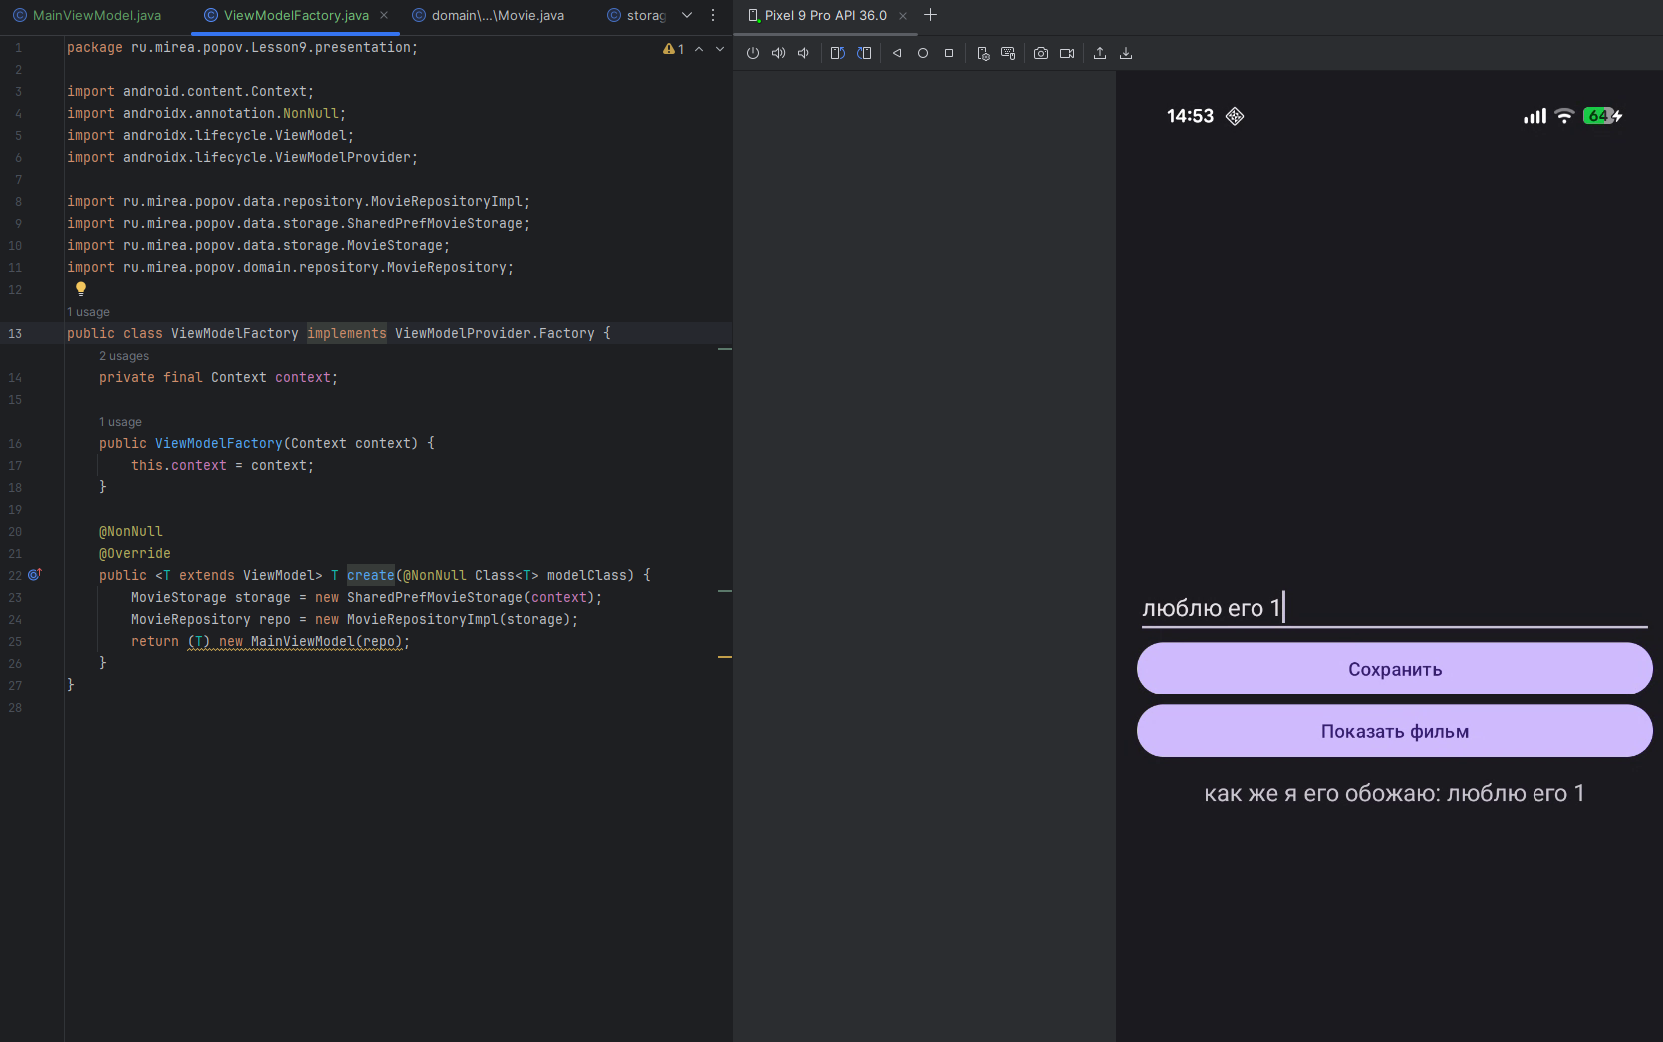 MainViewModel.java
ViewModelFactory.java
domain\...\Movie.java
storag
Pixel 9 Pro API 36.0
1
1 package ru.mirea.popov.Lesson9.presentation;
2
3 import android.content.Context;
4 import androidx.annotation.NonNull;
5 import androidx.lifecycle.ViewModel;
6 import androidx.lifecycle.ViewModelProvider;
7
8 import ru.mirea.popov.data.repository.MovieRepositoryImpl;
9 import ru.mirea.popov.data.storage.SharedPrefMovieStorage;
10 import ru.mirea.popov.data.storage.MovieStorage;
11 import ru.mirea.popov.domain.repository.MovieRepository;
12
1 usage
13 public class ViewModelFactory implements ViewModelProvider.Factory {
2 usages
14 private final Context context;
15
1 usage
16 public ViewModelFactory(Context context) {
17 this.context = context;
18 }
19
20 @NonNull
21 @Override
22 public <T extends ViewModel> T create(@NonNull Class<T> modelClass) {
23 MovieStorage storage = new SharedPrefMovieStorage(context);
24 MovieRepository repo = new MovieRepositoryImpl(storage);
25 return (T) new MainViewModel(repo);
26 }
27 }
28
14:53
64
люблю его 1
Сохранить
Показать фильм
как же я его обожаю: люблю его 1